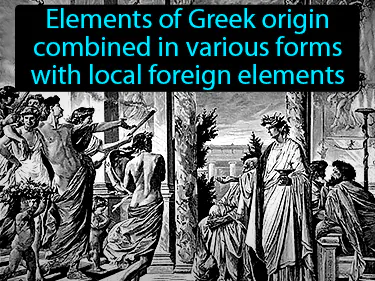 Elements of Greek origin
combined in various forms
with local foreign elements